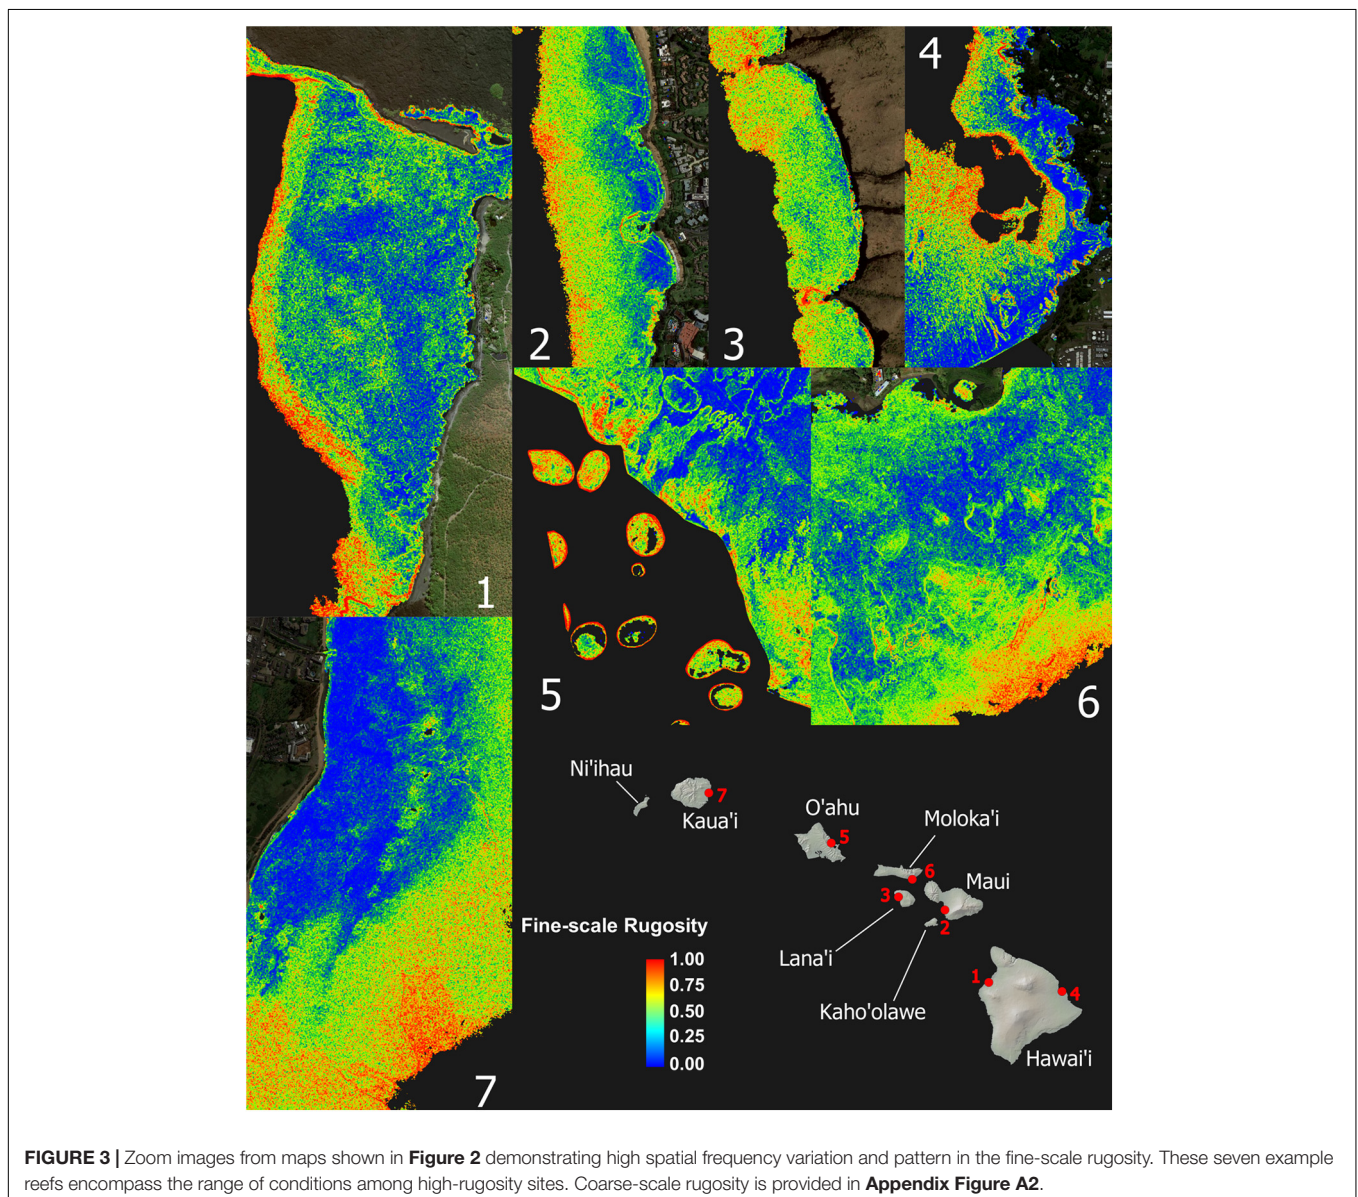 1
2
3
4
5
6
7
Ni'ihau
Kaua'i
7
O'ahu
5
Moloka'i
6
Maui
3
2
Lana'i
Kaho'olawe
1
4
Hawai'i
Fine-scale Rugosity
1.00
0.75
0.50
0.25
0.00
FIGURE 3 | Zoom images from maps shown in Figure 2 demonstrating high spatial frequency variation and pattern in the fine-scale rugosity. These seven example
reefs encompass the range of conditions among high-rugosity sites. Coarse-scale rugosity is provided in Appendix Figure A2.